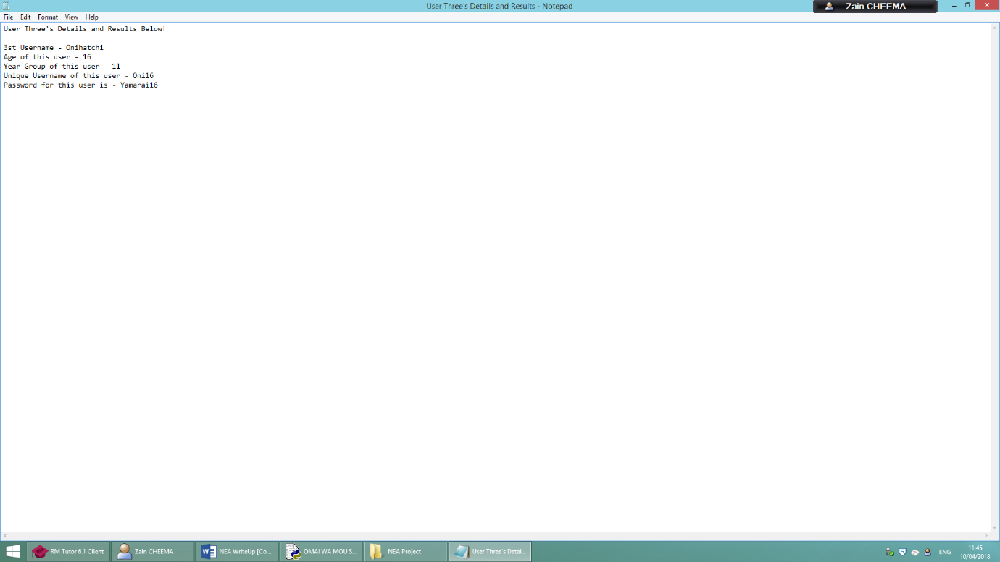 User Three's Details and Results - Notepad
Zain CHEEMA
File Edit Format View Help
User Three's Details and Results Below!
3st Username - Onihatchi
Age of this user - 16
Year Group of this user - 11
Unique Username of this user - Oni16
Password for this user is - Yamarai16
RM Tutor 6.1 Client
Zain CHEEMA
NEA WriteUp [Co...
OMAI WA MOU S...
NEA Project
User Three's Detai...
ENG
11:45
10/04/2018